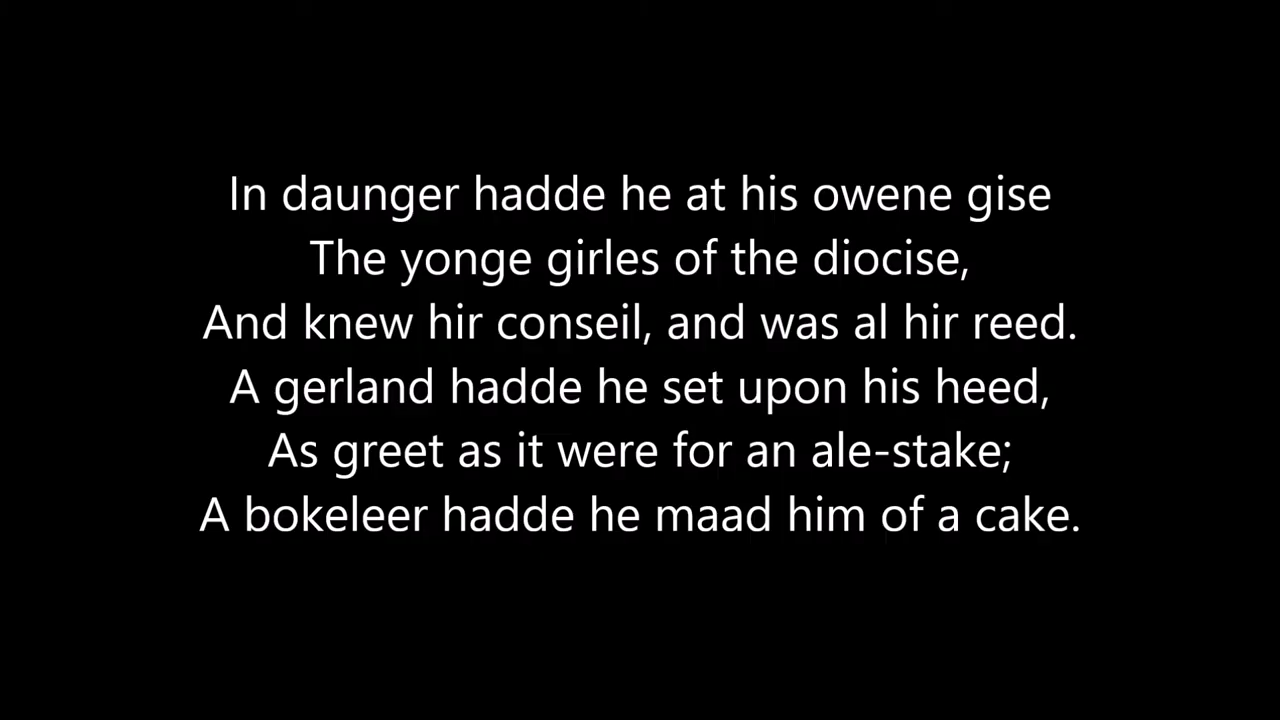 In daunger hadde he at his owene gise
The yonge girles of the diocise,
And knew hir conseil, and was al hir reed.
A gerland hadde he set upon his heed,
As greet as it were for an ale-stake;
A bokeleer hadde he maad him of a cake.